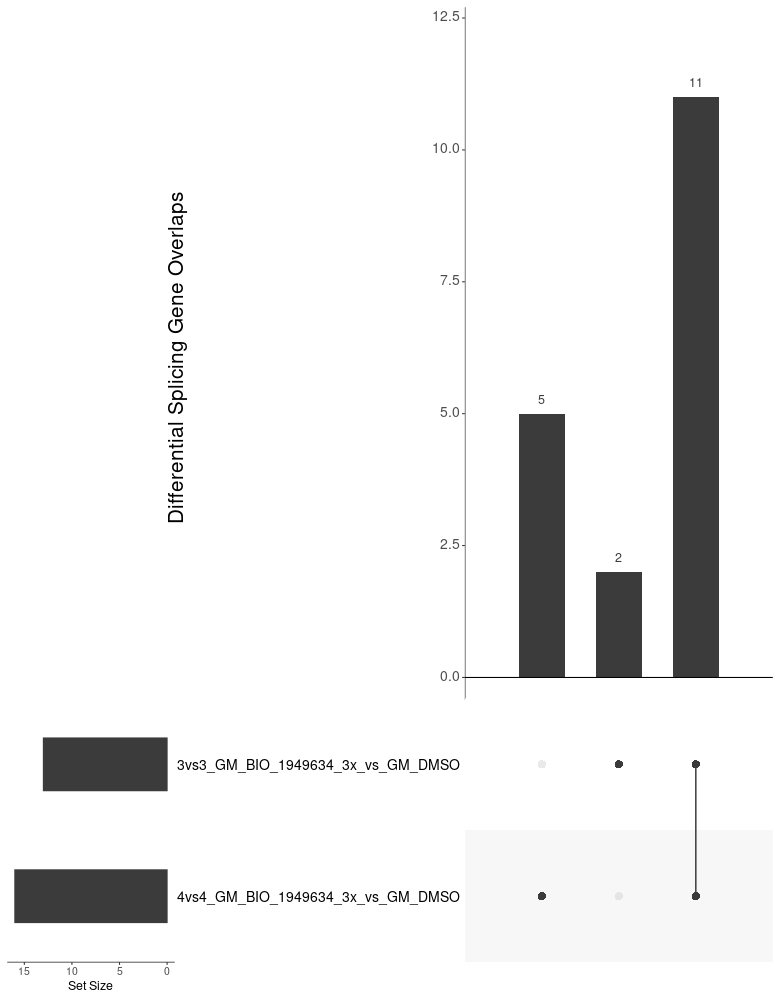 12.5
11
10.0
Differential Splicing Gene Overlaps
7.5
5.0
5
2.5
2
0.0
3vs3_GM_BIO_1949634_3x_vs_GM_DMSO
4vs4_GM_BIO_1949634_3x_vs_GM_DMSO
15 10 5 0
Set Size